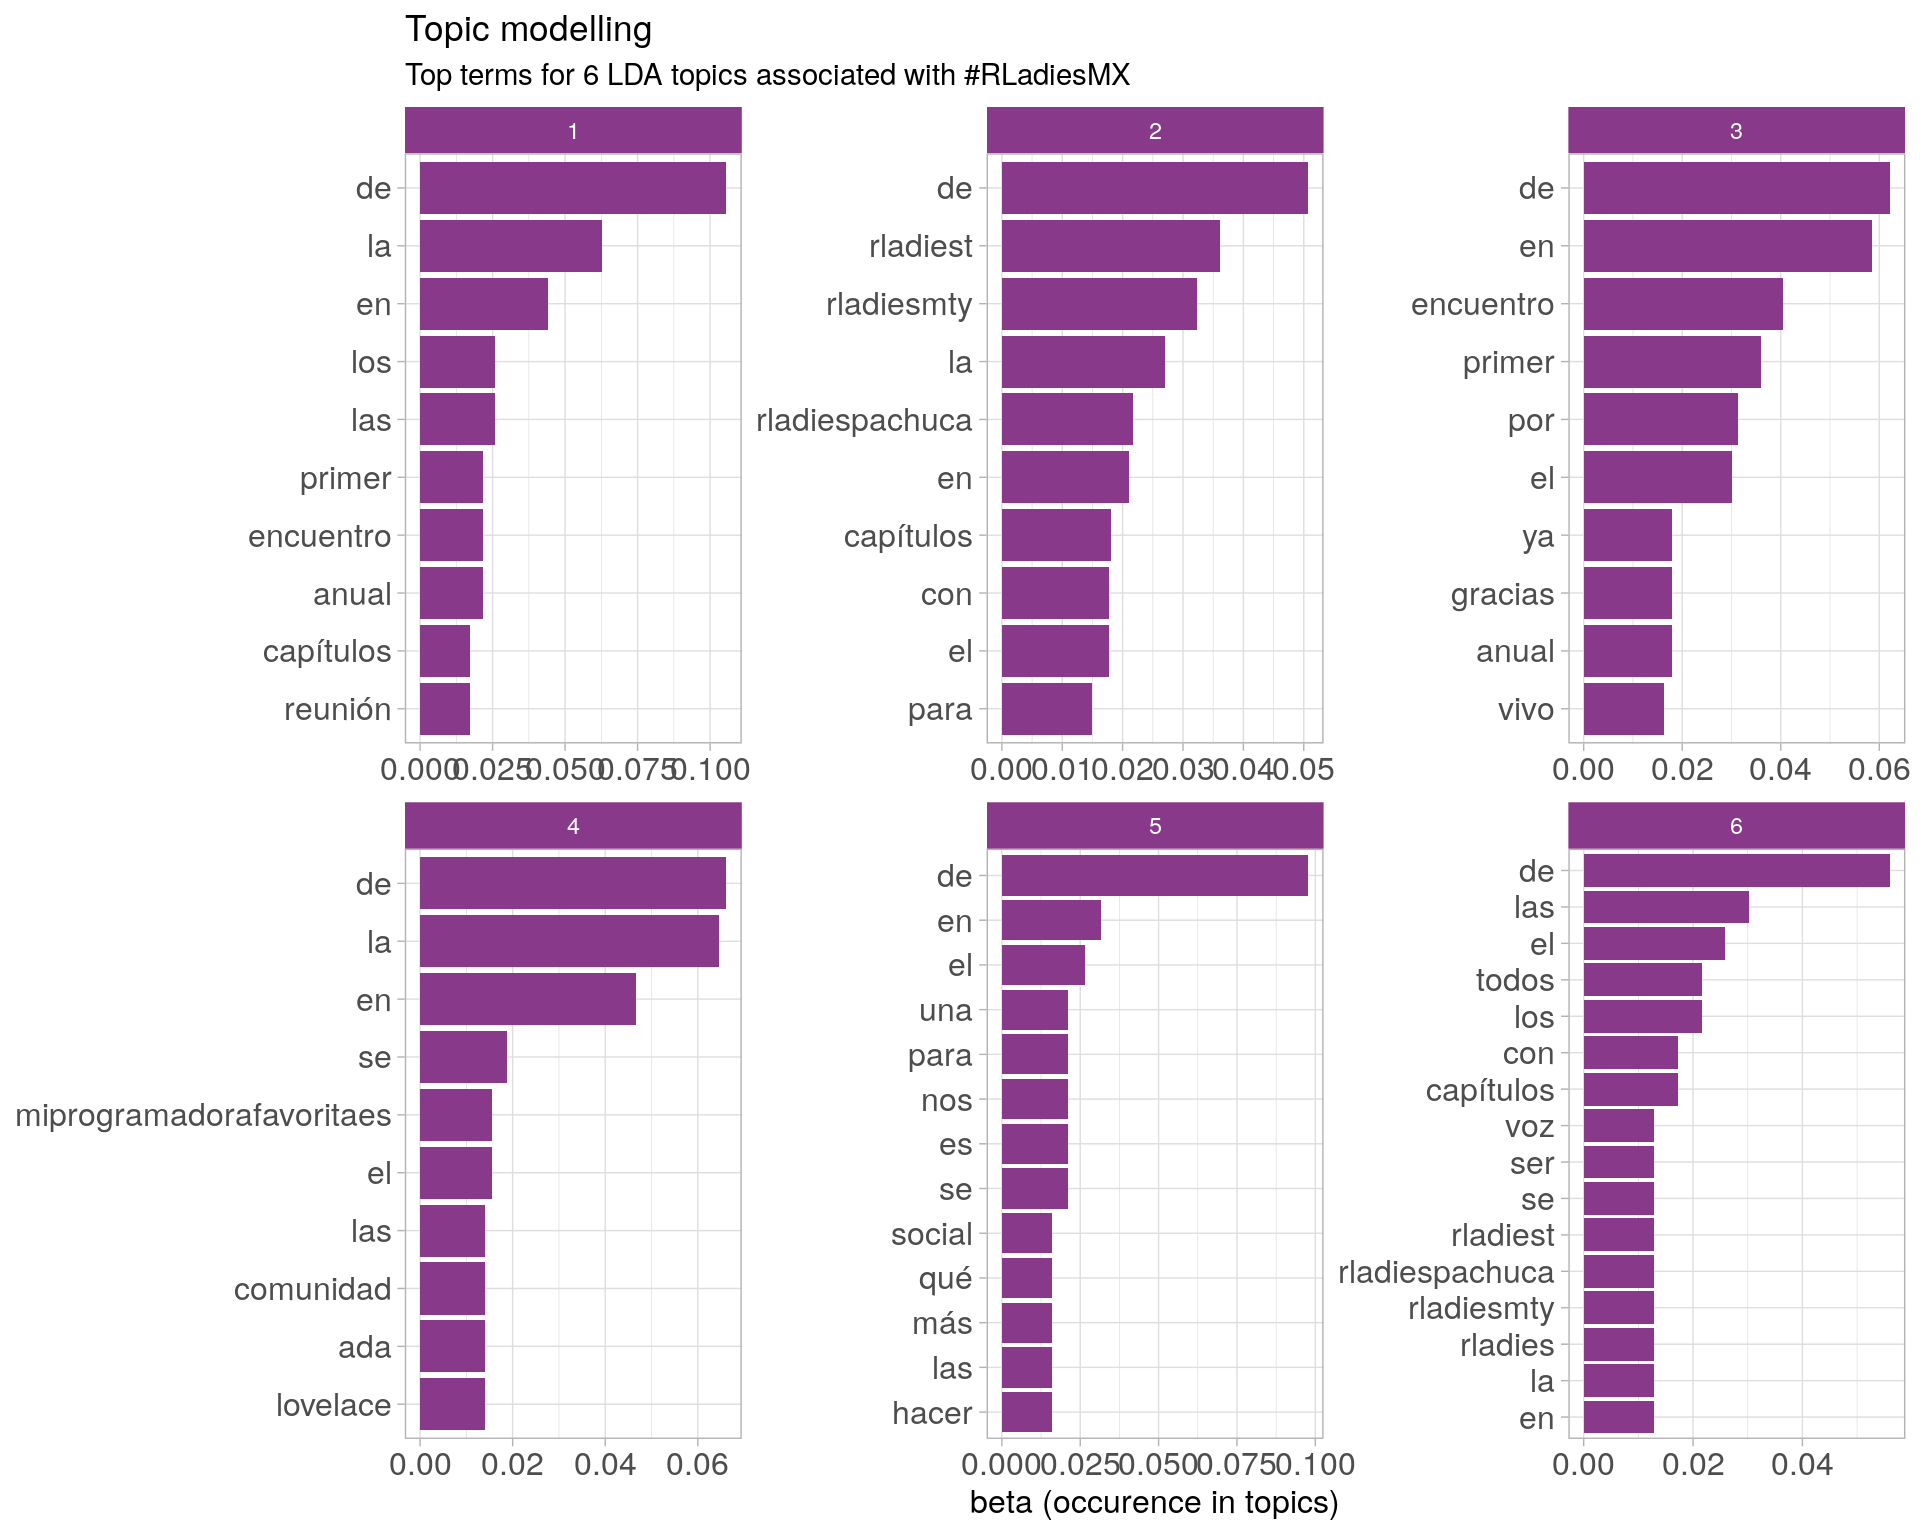 Topic modelling
Top terms for 6 LDA topics associated with #RLadiesMX
1
de
la
en
los
las
primer
encuentro
anual
capítulos
reunión
0.000 0.025 0.050 0.075 0.100
2
de
rladiest
rladiesmty
la
rladiespachuca
en
capítulos
con
el
para
0.00 0.01 0.02 0.03 0.04 0.05
3
de
en
encuentro
primer
por
el
ya
gracias
anual
vivo
0.00 0.02 0.04 0.06
4
de
la
en
se
miprogramadorafavoritaes
el
las
comunidad
ada
lovelace
0.00 0.02 0.04 0.06
5
de
en
el
una
para
nos
es
se
social
qué
más
las
hacer
0.000 0.025 0.050 0.075 0.100
6
de
las
el
todos
los
con
capítulos
voz
ser
se
rladiest
rladiespachuca
rladiesmty
rladies
la
en
0.00 0.02 0.04
beta (occurence in topics)